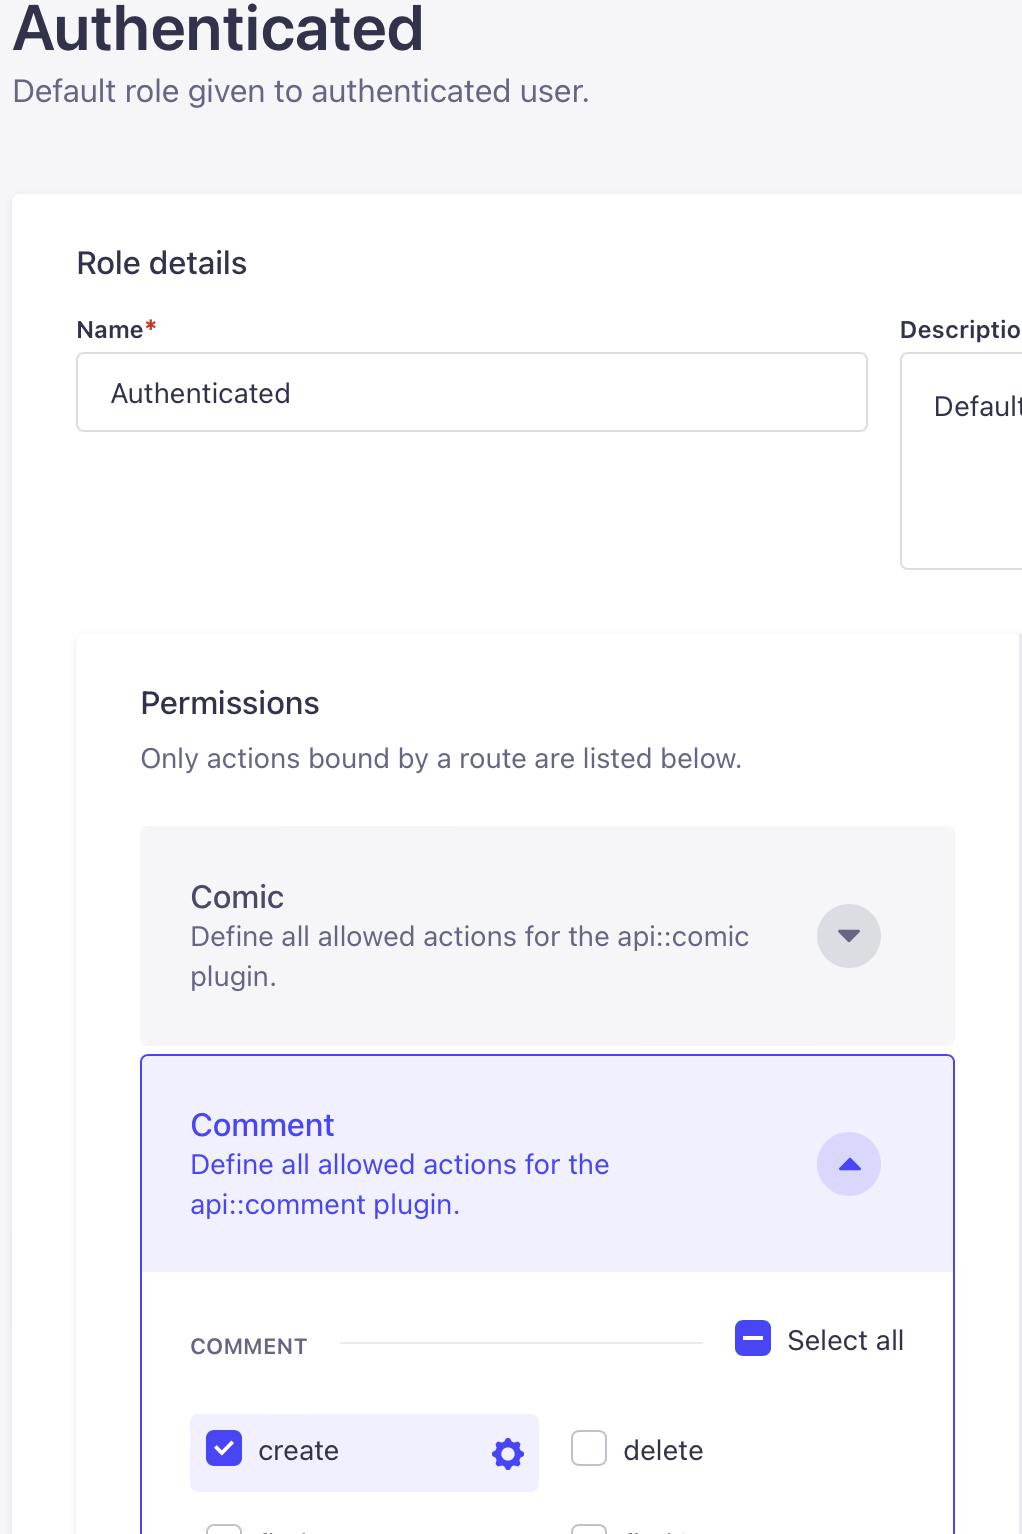 Authenticated
Default role given to authenticated user.
Role details
Name*
Descriptio
Authenticated
Default
Permissions
Only actions bound by a route are listed below.
Comic
Define all allowed actions for the api::comic
plugin.
Comment
Define all allowed actions for the
api::comment plugin.
COMMENT
Select all
create
delete